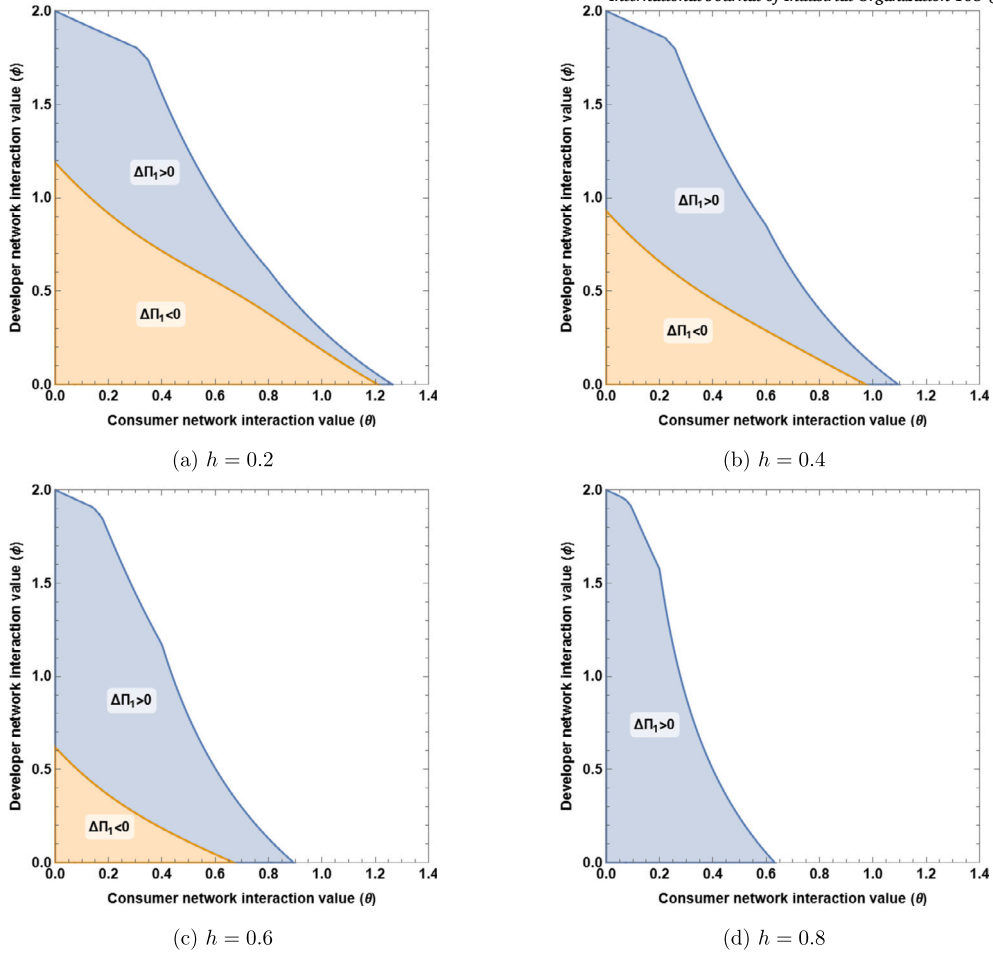 International Journal of Industrial Organization
2.0
1.5
1.0
0.5
0.0
Developer network interaction value (ϕ)
ΔΠ₁>0
ΔΠ₁<0
0.0 0.2 0.4 0.6 0.8 1.0 1.2 1.4
Consumer network interaction value (θ)
(a) h = 0.2
2.0
1.5
1.0
0.5
0.0
Developer network interaction value (ϕ)
ΔΠ₁>0
ΔΠ₁<0
0.0 0.2 0.4 0.6 0.8 1.0 1.2 1.4
Consumer network interaction value (θ)
(b) h = 0.4
2.0
1.5
1.0
0.5
0.0
Developer network interaction value (ϕ)
ΔΠ₁>0
ΔΠ₁<0
0.0 0.2 0.4 0.6 0.8 1.0 1.2 1.4
Consumer network interaction value (θ)
(c) h = 0.6
2.0
1.5
1.0
0.5
0.0
Developer network interaction value (ϕ)
ΔΠ₁>0
0.0 0.2 0.4 0.6 0.8 1.0 1.2 1.4
Consumer network interaction value (θ)
(d) h = 0.8